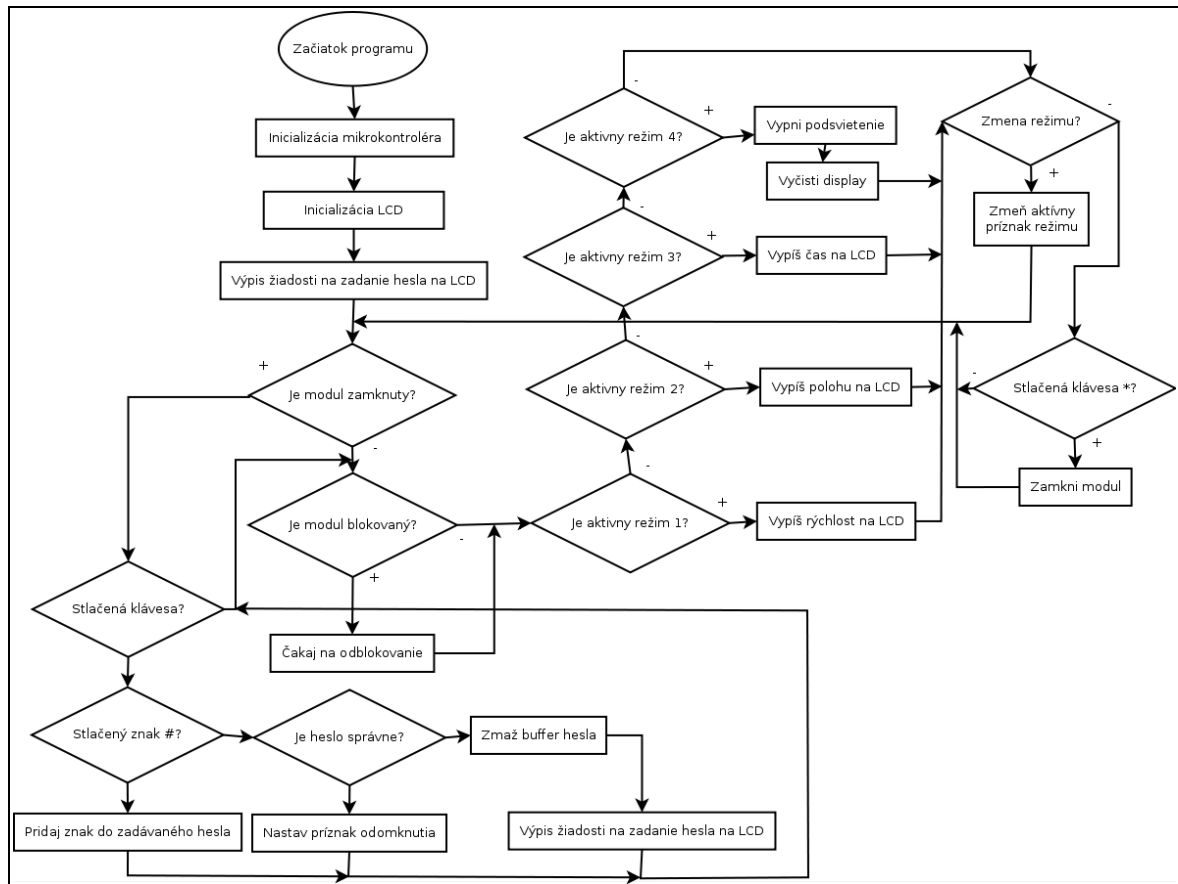 Začiatok programu
Inicializácia mikrokontroléra
Inicializácia LCD
Výpis žiadosti na zadanie hesla na LCD
+
Je modul zamknuty?
-
Je modul blokovaný?
-
+
Čakaj na odblokovanie
Stlačená klávesa?
Stlačený znak #?
Je heslo správne?
Zmaž buffer hesla
Pridaj znak do zadávaného hesla
Nastav príznak odomknutia
Výpis žiadosti na zadanie hesla na LCD
-
Je aktivny režim 4?
+
Vypni podsvietenie
Vyčisti display
-
Je aktivny režim 3?
+
Vypíš čas na LCD
-
Je aktivny režim 2?
+
Vypíš polohu na LCD
-
Je aktivny režim 1?
+
Vypíš rýchlost na LCD
Zmena režimu?
-
+
Zmeň aktívny
príznak režimu
-
Stlačená klávesa *?
+
Zamkni modul